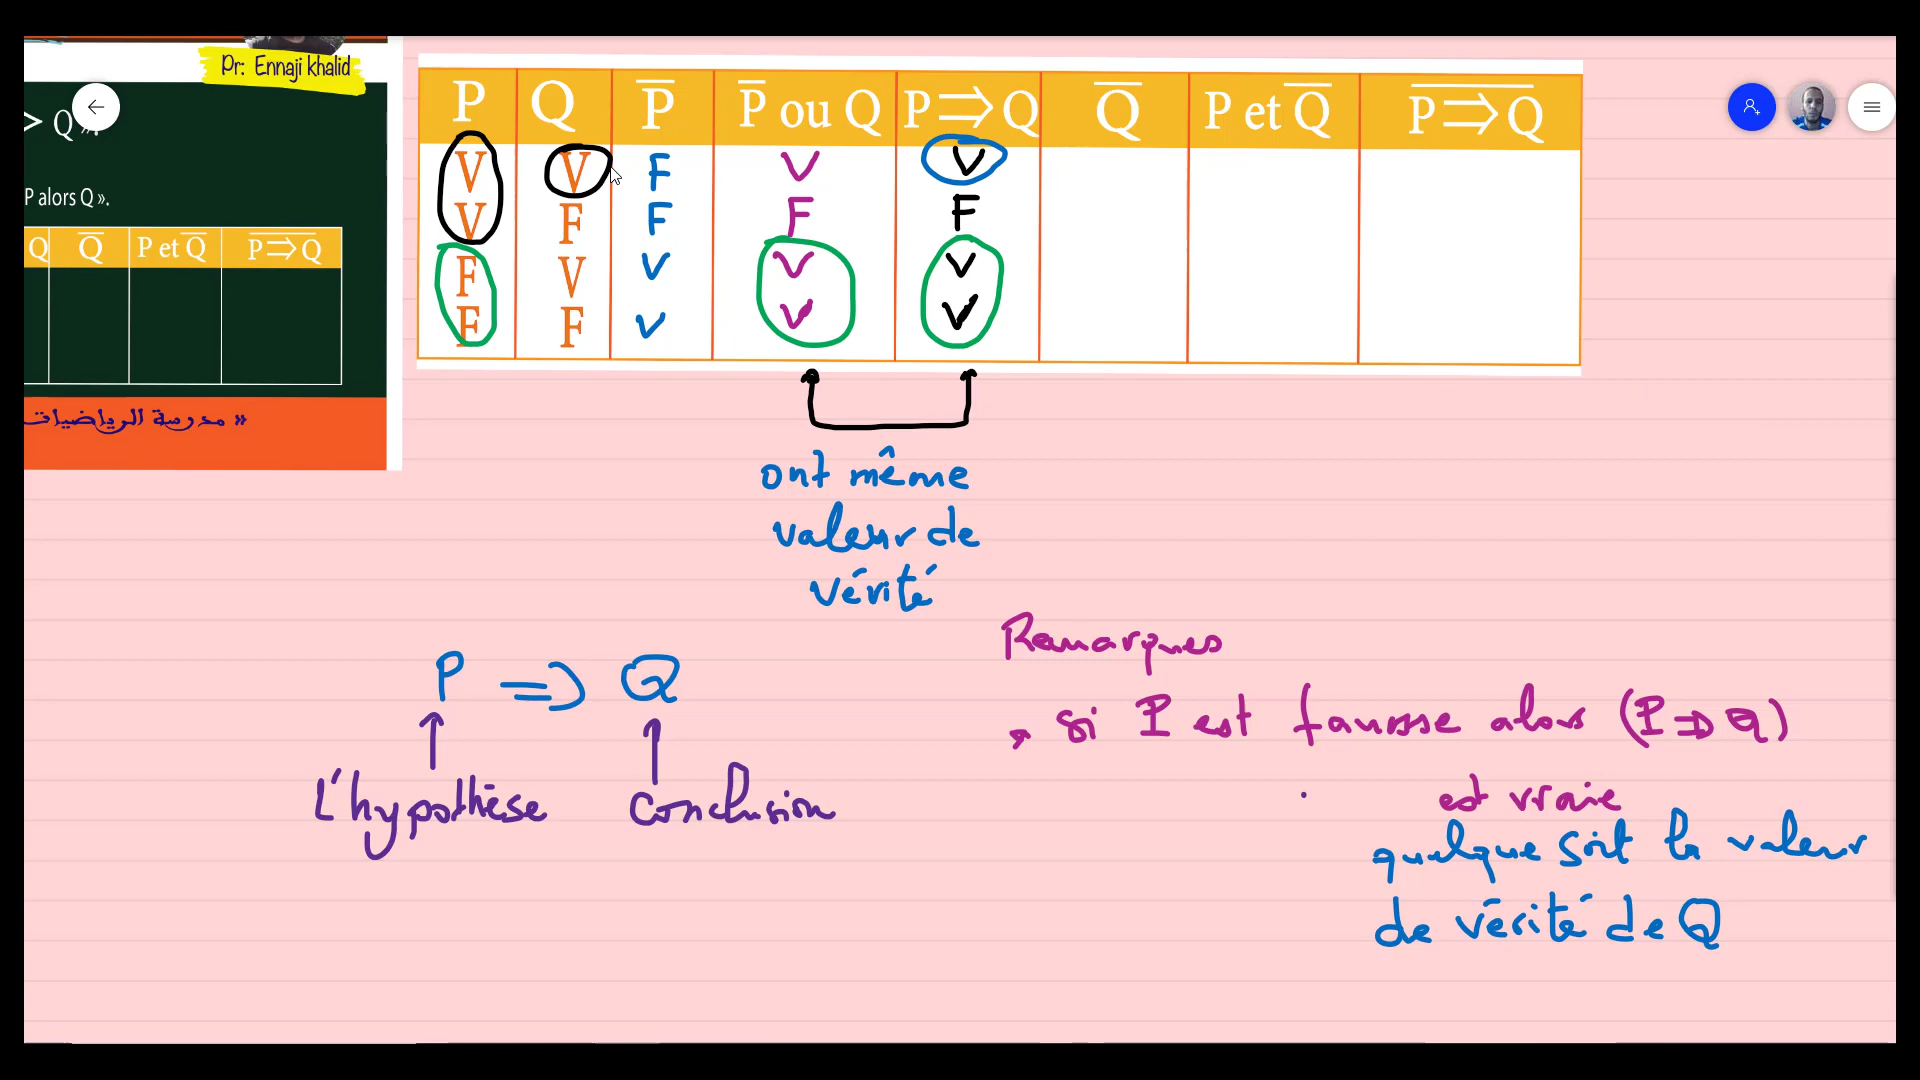 Pr: Ennaji khalid
> Q ».
P alors Q ».
Q | Q̅ | P et Q̅ | P̅ ̅⇒̅ ̅Q̅
« مدرسة الرياضيات
P | Q | P̅ | P̅ ou Q | P ⇒ Q | Q̅ | P et Q̅ | P̅ ̅⇒̅ ̅Q̅
V | V | F | V | V
V | F | F | F | F
F | V | V | V | V
F | F | V | V | V
ont même
valeur de
vérité
P => Q
L'hypothèse
conclusion
Remarques
si P est fausse alors (P ⇒ Q)
est vraie
quelque soit la valeur
de vérité de Q